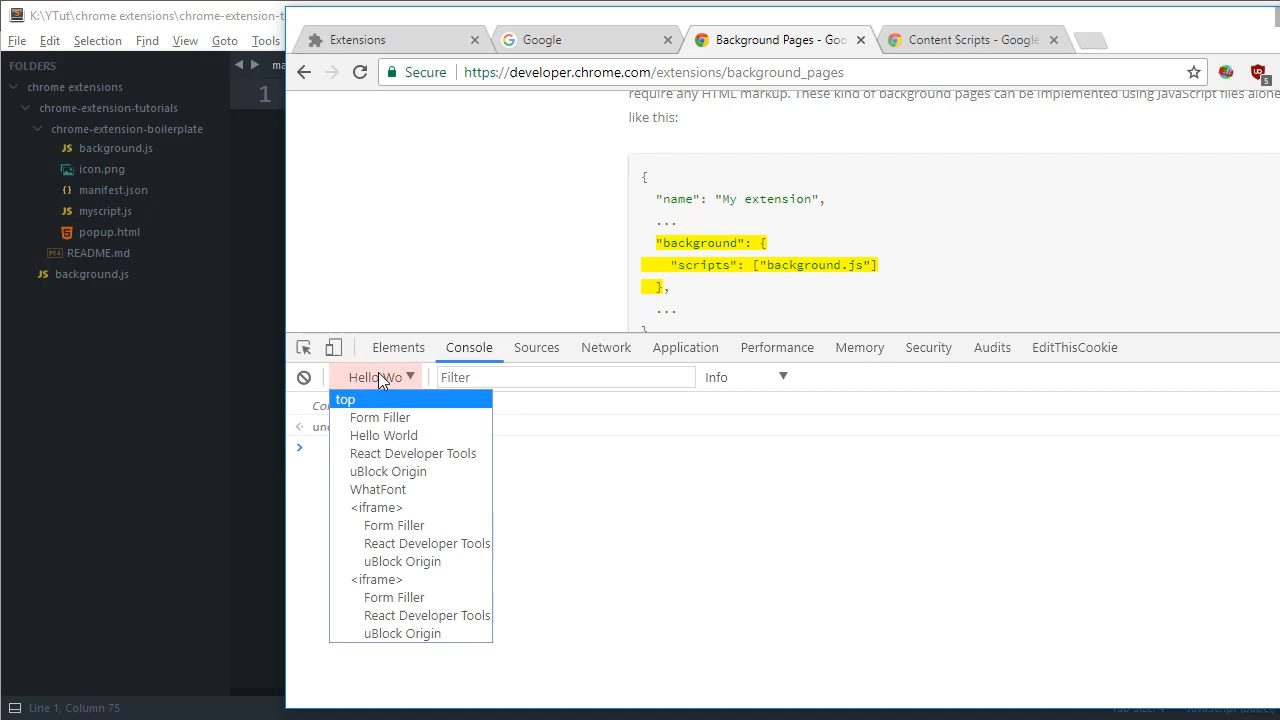 K:\YTut\chrome extensions\chrome-extension-t
File Edit Selection Find View Goto Tools
FOLDERS
chrome extensions
chrome-extension-tutorials
chrome-extension-boilerplate
background.js
icon.png
manifest.json
myscript.js
popup.html
README.md
background.js
ma
1
Line 1, Column 75
Extensions
Google
Background Pages - Goo
Content Scripts - Google
Secure
https://developer.chrome.com/extensions/background_pages
5
require any HTML markup. These kind of background pages can be implemented using JavaScript files alone
like this:
{
"name": "My extension",
...
"background": {
"scripts": ["background.js"]
},
...
}
Elements Console Sources Network Application Performance Memory Security Audits EditThisCookie
Hello Wo
Filter
Info
Co
und
top
Form Filler
Hello World
React Developer Tools
uBlock Origin
WhatFont
<iframe>
Form Filler
React Developer Tools
uBlock Origin
<iframe>
Form Filler
React Developer Tools
uBlock Origin